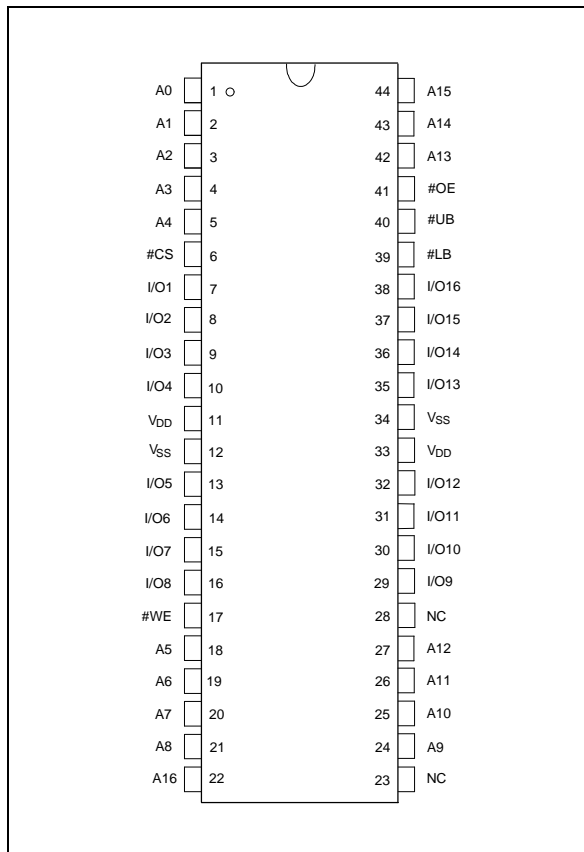 A0 1 44 A15
A1 2 43 A14
A2 3 42 A13
A3 4 41 #OE
A4 5 40 #UB
#CS 6 39 #LB
I/O1 7 38 I/O16
I/O2 8 37 I/O15
I/O3 9 36 I/O14
I/O4 10 35 I/O13
VDD 11 34 VSS
VSS 12 33 VDD
I/O5 13 32 I/O12
I/O6 14 31 I/O11
I/O7 15 30 I/O10
I/O8 16 29 I/O9
#WE 17 28 NC
A5 18 27 A12
A6 19 26 A11
A7 20 25 A10
A8 21 24 A9
A16 22 23 NC